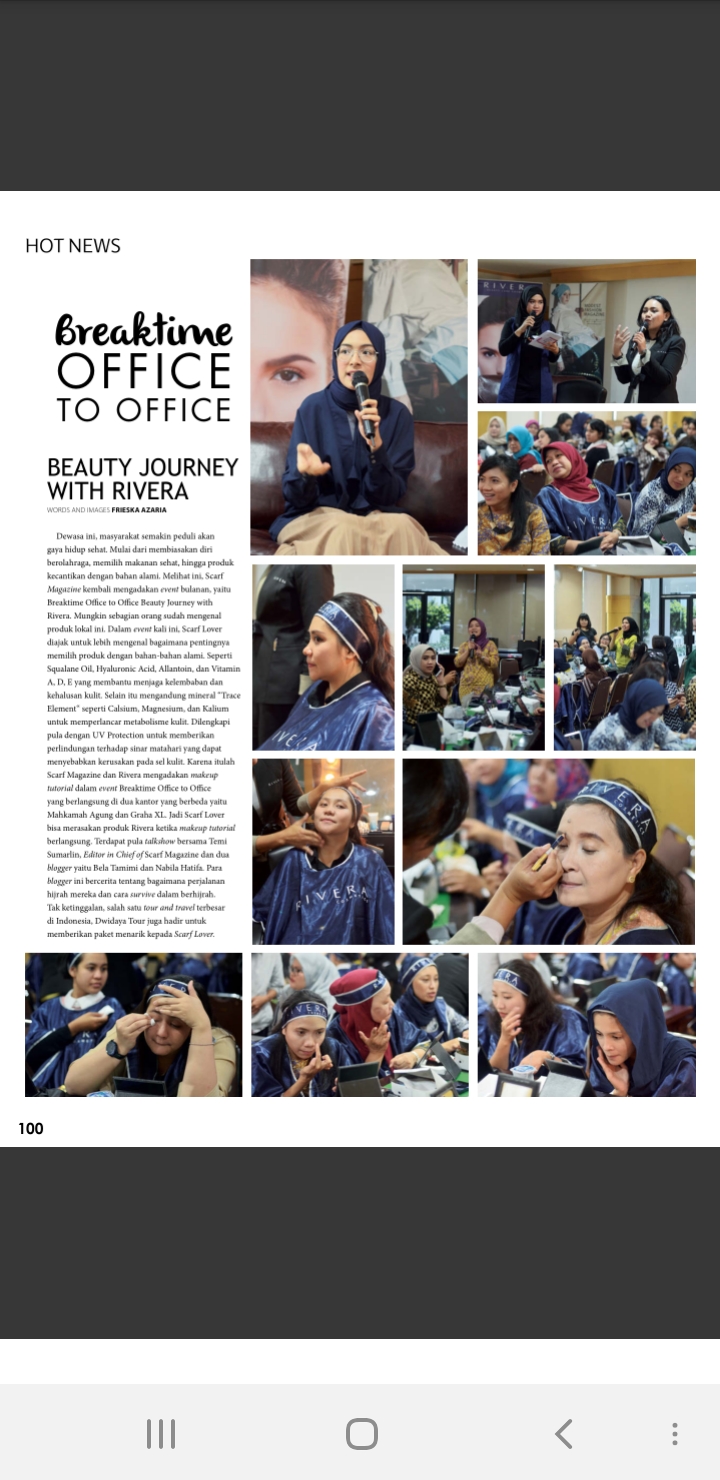 HOT NEWS
Breaktime
OFFICE
TO OFFICE
BEAUTY JOURNEY
WITH RIVERA
WORDS AND IMAGES FRIESKA AZARIA
Dewasa ini, masyarakat semakin peduli akan
gaya hidup sehat. Mulai dari membiasakan diri
berolahraga, memilih makanan sehat, hingga produk
kecantikan dengan bahan alami. Melihat ini, Scarf
Magazine kembali mengadakan event bulanan, yaitu
Breaktime Office to Office Beauty Journey with
Rivera. Mungkin sebagian orang sudah mengenal
produk lokal ini. Dalam event kali ini, Scarf Lover
diajak untuk lebih mengenal bagaimana pentingnya
memilih produk dengan bahan-bahan alami. Seperti
Squalane Oil, Hyaluronic Acid, Allantoin, dan Vitamin
A, D, E yang membantu menjaga kelembaban dan
kehalusan kulit. Selain itu mengandung mineral "Trace
Element" seperti Calsium, Magnesium, dan Kalium
untuk memperlancar metabolisme kulit. Dilengkapi
pula dengan UV Protection untuk memberikan
perlindungan terhadap sinar matahari yang dapat
menyebabkan kerusakan pada sel kulit. Karena itulah
Scarf Magazine dan Rivera mengadakan makeup
tutorial dalam event Breaktime Office to Office
yang berlangsung di dua kantor yang berbeda yaitu
Mahkamah Agung dan Graha XL. Jadi Scarf Lover
bisa merasakan produk Rivera ketika makeup tutorial
berlangsung. Terdapat pula talkshow bersama Temi
Sumarlin, Editor in Chief of Scarf Magazine dan dua
blogger yaitu Bela Tamimi dan Nabila Hatifa. Para
blogger ini bercerita tentang bagaimana perjalanan
hijrah mereka dan cara survive dalam berhijrah.
Tak ketinggalan, salah satu tour and travel terbesar
di Indonesia, Dwidaya Tour juga hadir untuk
memberikan paket menarik kepada Scarf Lover.
RIVER
RIVERA
RIVERA
RIVERA
100